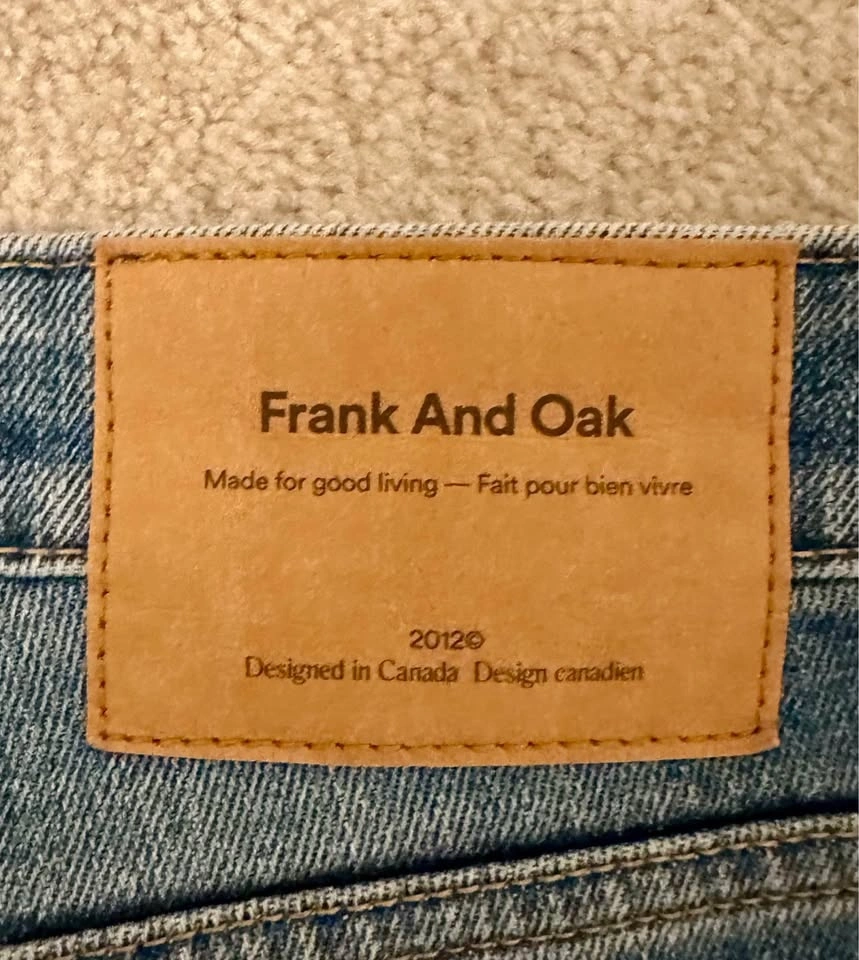 Frank And Oak
Made for good living — Fait pour bien vivre
2012©
Designed in Canada Design canadien